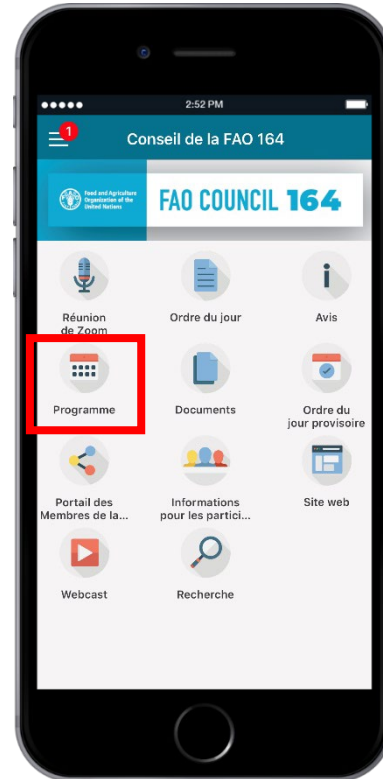 2:52 PM
1
Conseil de la FAO 164
Food and Agriculture
Organization of the
United Nations
FAO COUNCIL 164
Réunion
de Zoom
Ordre du jour
Avis
Programme
Documents
Ordre du
jour provisoire
Portail des
Membres de la...
Informations
pour les partici...
Site web
Webcast
Recherche